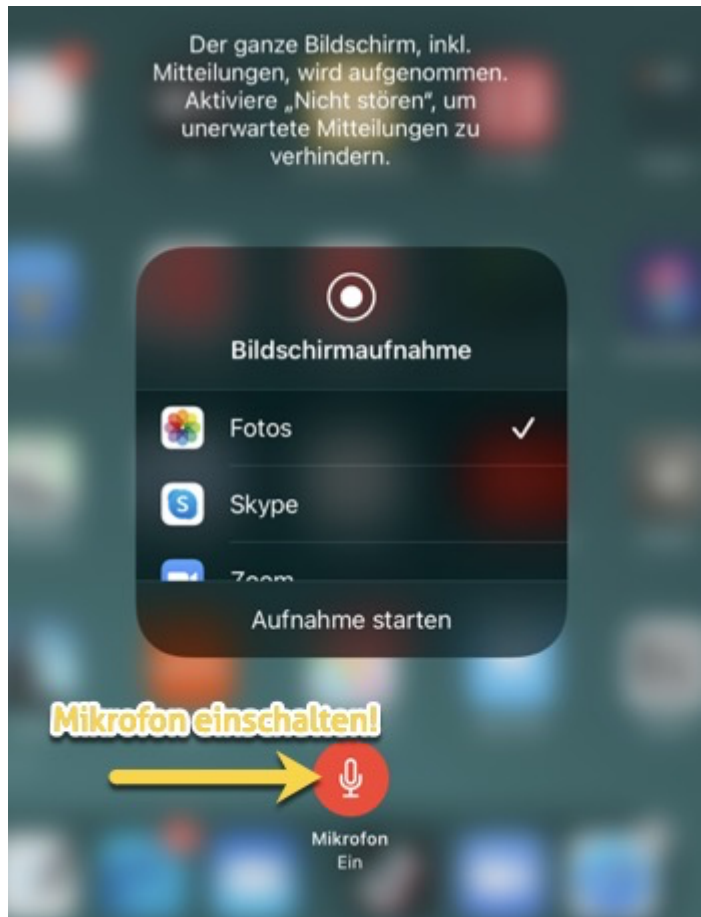 Der ganze Bildschirm, inkl.
Mitteilungen, wird aufgenommen.
Aktiviere „Nicht stören“, um
unerwartete Mitteilungen zu
verhindern.
Bildschirmaufnahme
Fotos
Skype
Zoom
Aufnahme starten
Mikrofon einschalten!
Mikrofon
Ein